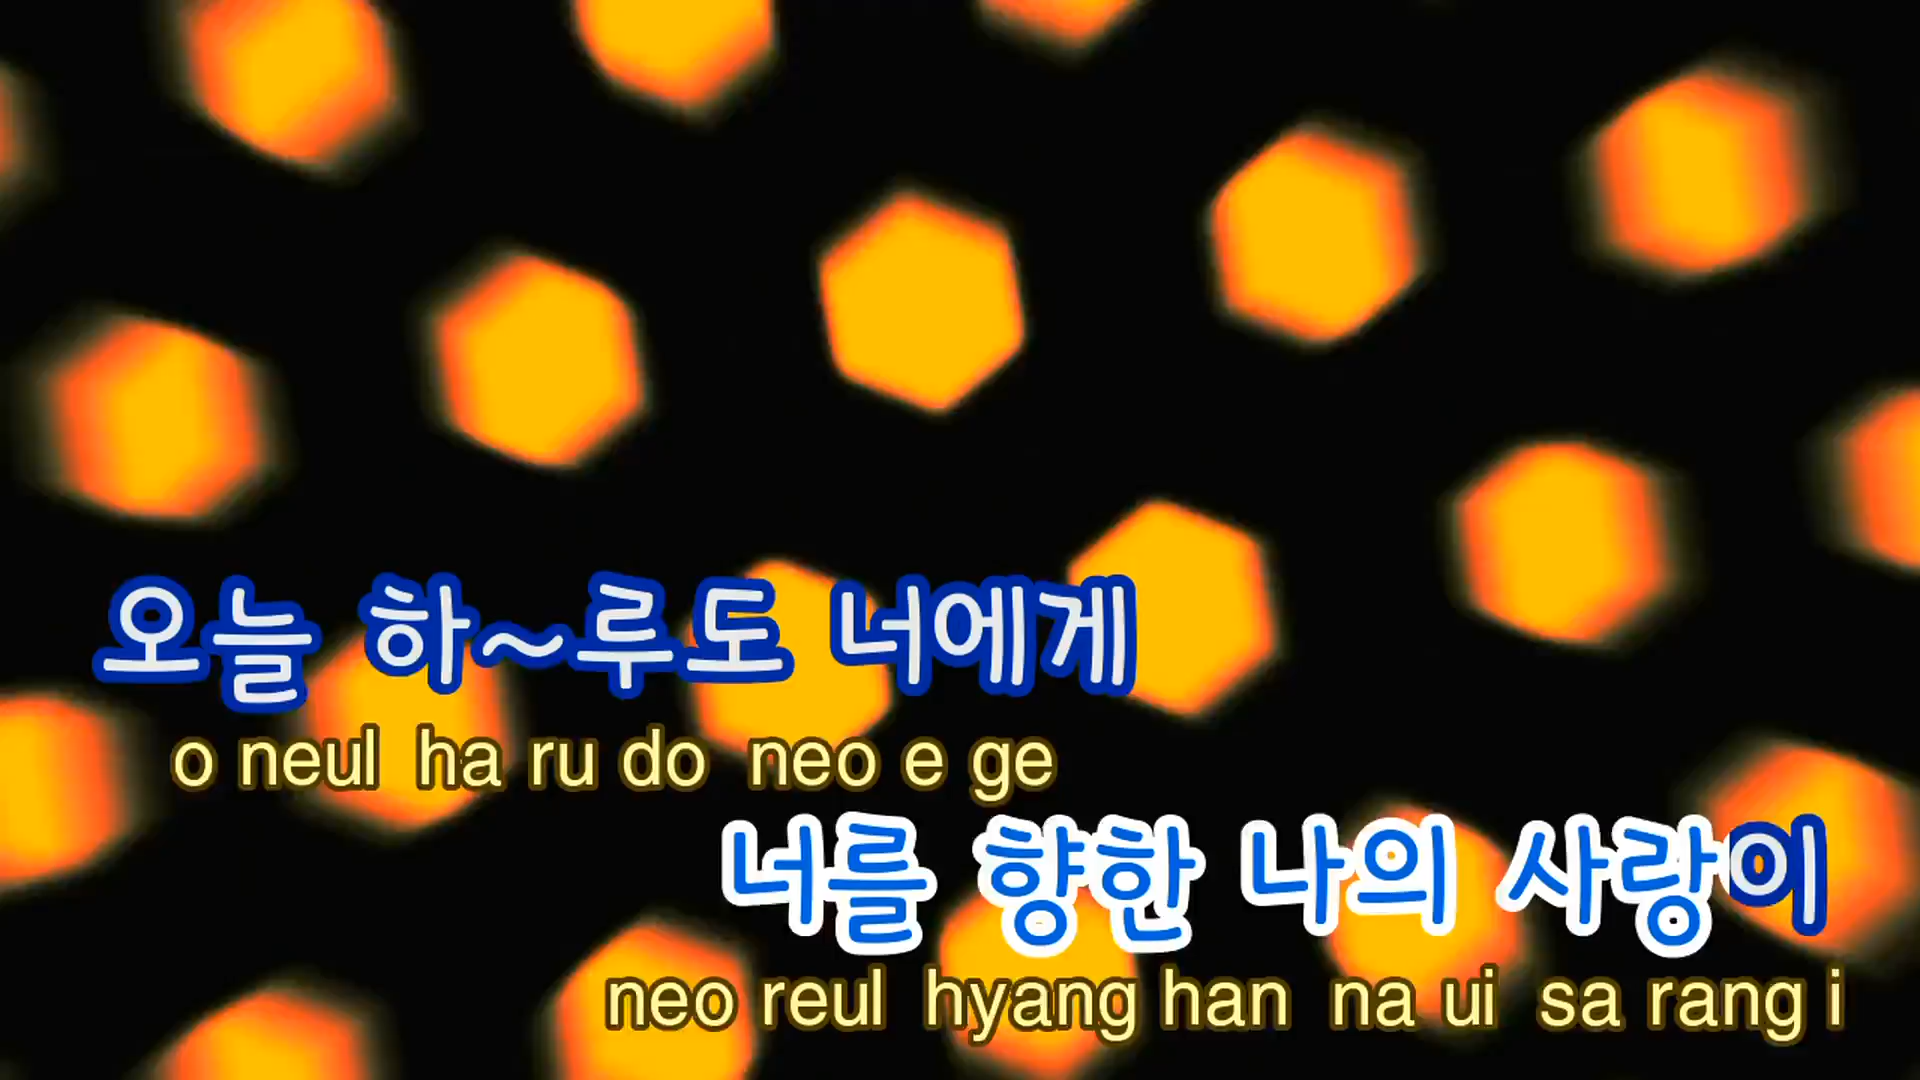 오늘 하~루도 너에게
o neul ha ru do neo e ge
너를 향한 나의 사랑이
neo reul hyang han na ui sa rang i